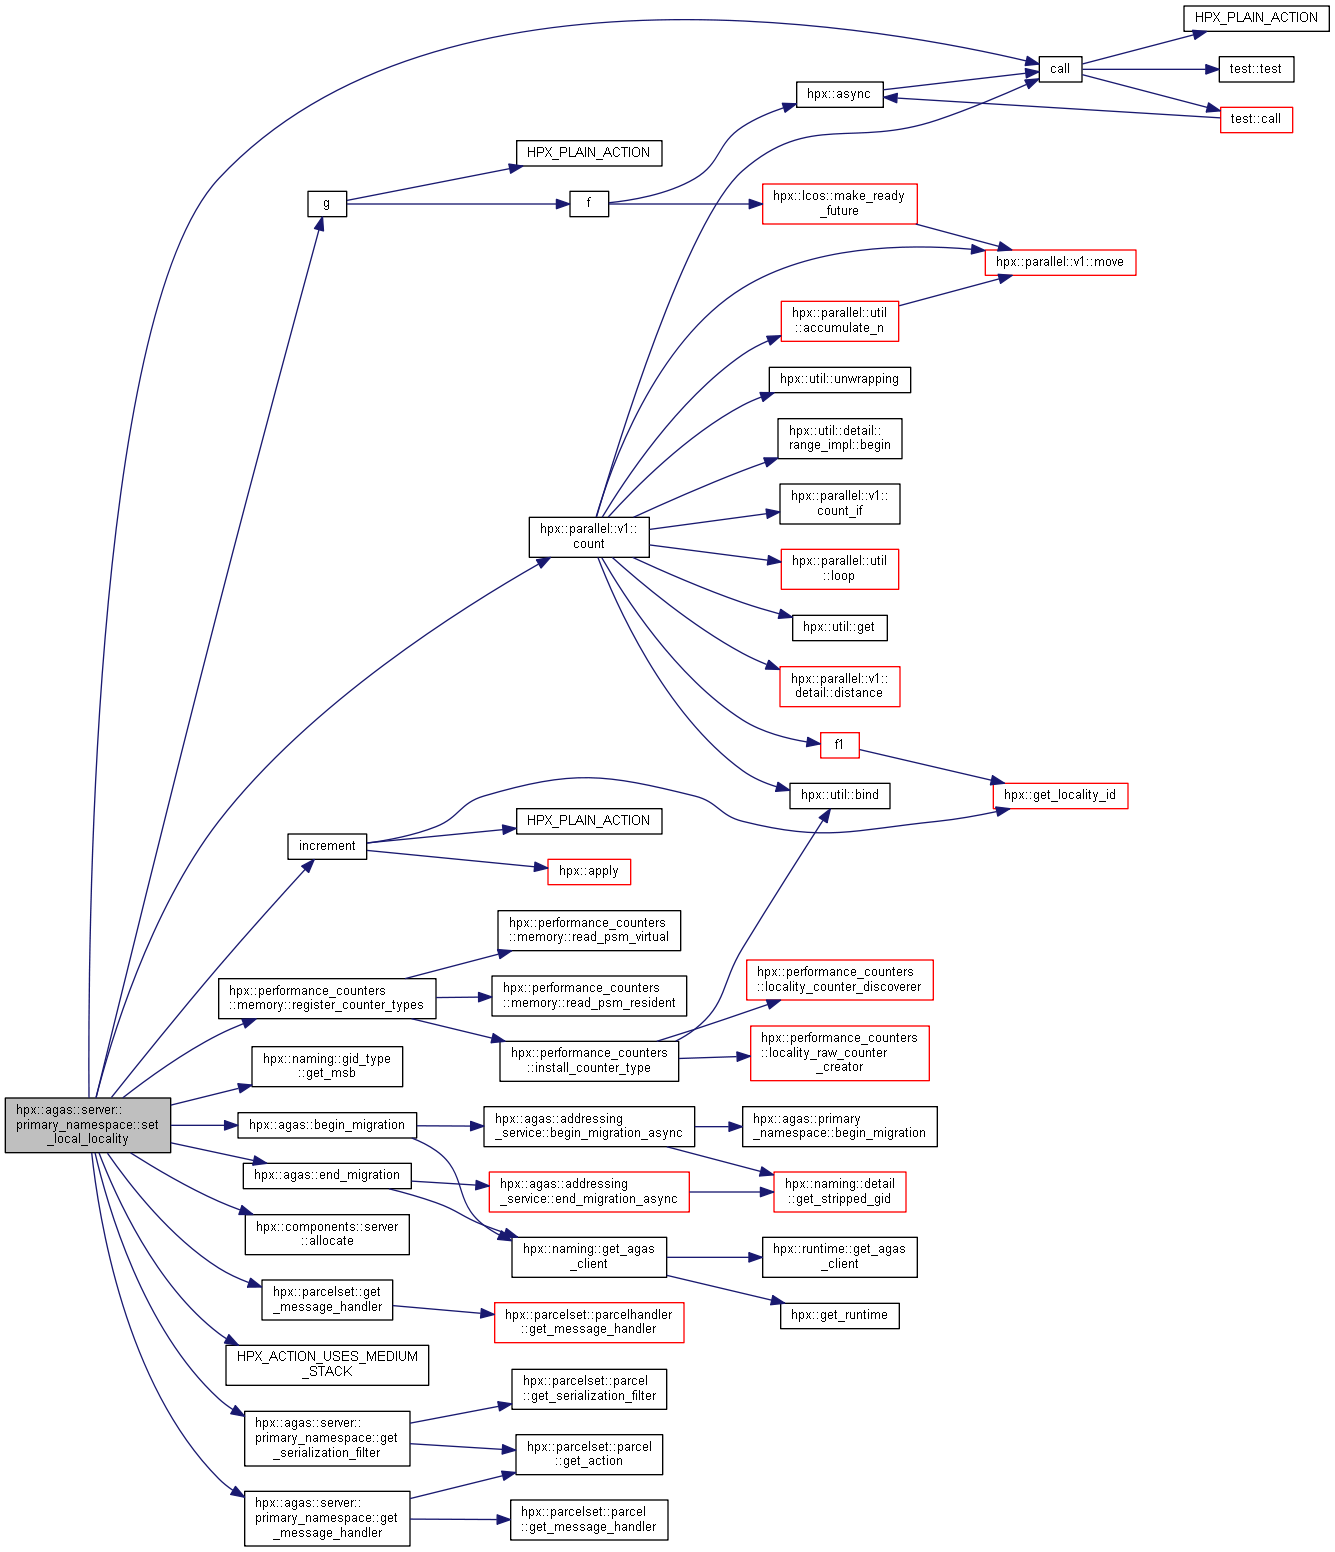 HPX_PLAIN_ACTION
call
test::test
hpx::async
test::call
HPX_PLAIN_ACTION
g
f
hpx::lcos::make_ready
_future
hpx::parallel::v1::move
hpx::parallel::util
::accumulate_n
hpx::util::unwrapping
hpx::util::detail::
range_impl::begin
hpx::parallel::v1::
count_if
hpx::parallel::v1::
count
hpx::parallel::util
::loop
hpx::util::get
hpx::parallel::v1::
detail::distance
f1
hpx::util::bind
hpx::get_locality_id
HPX_PLAIN_ACTION
increment
hpx::apply
hpx::performance_counters
::memory::read_psm_virtual
hpx::performance_counters
::locality_counter_discoverer
hpx::performance_counters
::memory::register_counter_types
hpx::performance_counters
::memory::read_psm_resident
hpx::performance_counters
::install_counter_type
hpx::performance_counters
::locality_raw_counter
_creator
hpx::naming::gid_type
::get_msb
hpx::agas::server::
primary_namespace::set
_local_locality
hpx::agas::begin_migration
hpx::agas::addressing
_service::begin_migration_async
hpx::agas::primary
_namespace::begin_migration
hpx::agas::end_migration
hpx::agas::addressing
_service::end_migration_async
hpx::naming::detail
::get_stripped_gid
hpx::components::server
::allocate
hpx::naming::get_agas
_client
hpx::runtime::get_agas
_client
hpx::parcelset::get
_message_handler
hpx::parcelset::parcelhandler
::get_message_handler
hpx::get_runtime
HPX_ACTION_USES_MEDIUM
_STACK
hpx::parcelset::parcel
::get_serialization_filter
hpx::agas::server::
primary_namespace::get
_serialization_filter
hpx::parcelset::parcel
::get_action
hpx::agas::server::
primary_namespace::get
_message_handler
hpx::parcelset::parcel
::get_message_handler